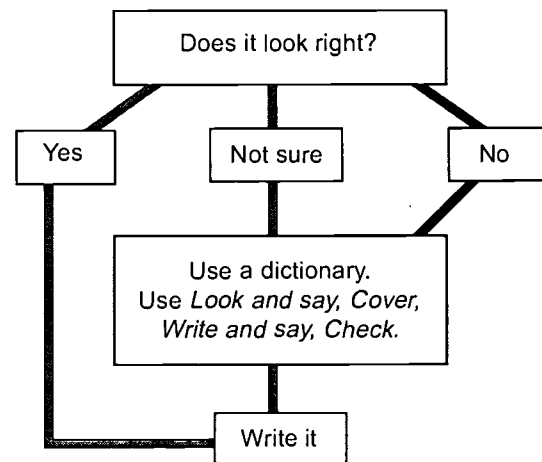 Does it look right?
Yes
Not sure
No
Use a dictionary.
Use Look and say, Cover,
Write and say, Check.
Write it